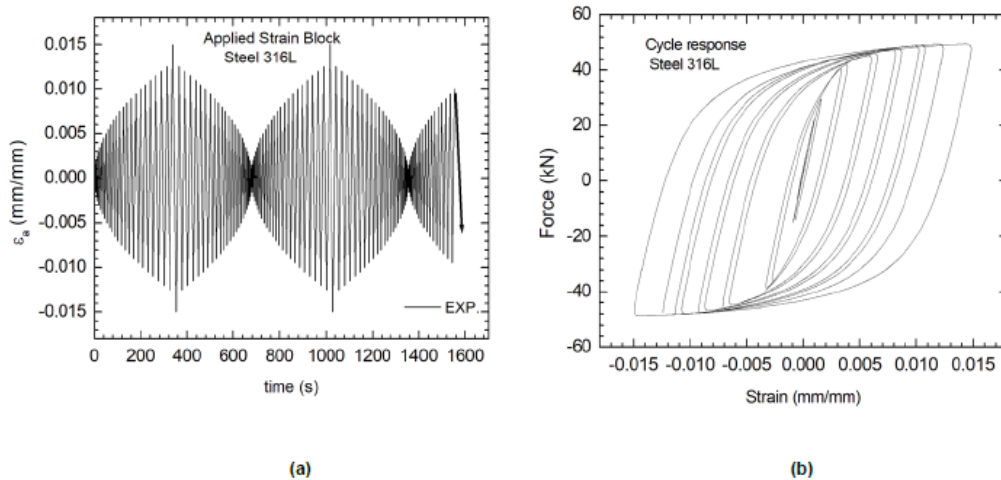 Applied Strain Block
Steel 316L
0.015
0.010
0.005
0.000
-0.005
-0.010
-0.015
εa (mm/mm)
EXP.
0 200 400 600 800 1000 1200 1400 1600
time (s)
(a)
Cycle response
Steel 316L
60
40
20
0
-20
-40
-60
Force (kN)
-0.015 -0.010 -0.005 0.000 0.005 0.010 0.015
Strain (mm/mm)
(b)